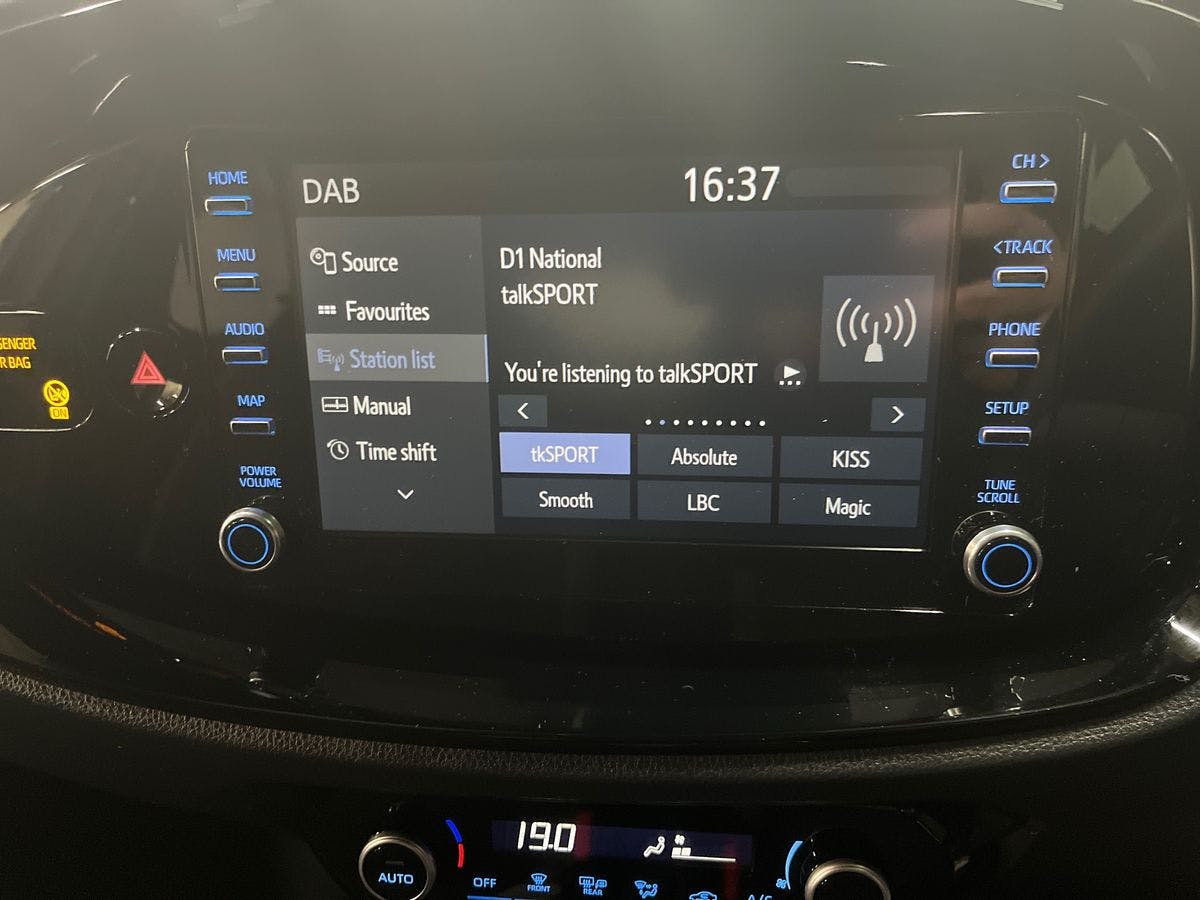 HOME
MENU
AUDIO
MAP
POWER
VOLUME
DAB
16:37
Source
Favourites
Station list
Manual
Time shift
D1 National
talkSPORT
You're listening to talkSPORT
tkSPORT
Absolute
KISS
Smooth
LBC
Magic
CH >
< TRACK
PHONE
SETUP
TUNE
SCROLL
ON
19.0
AUTO
OFF
FRONT
REAR